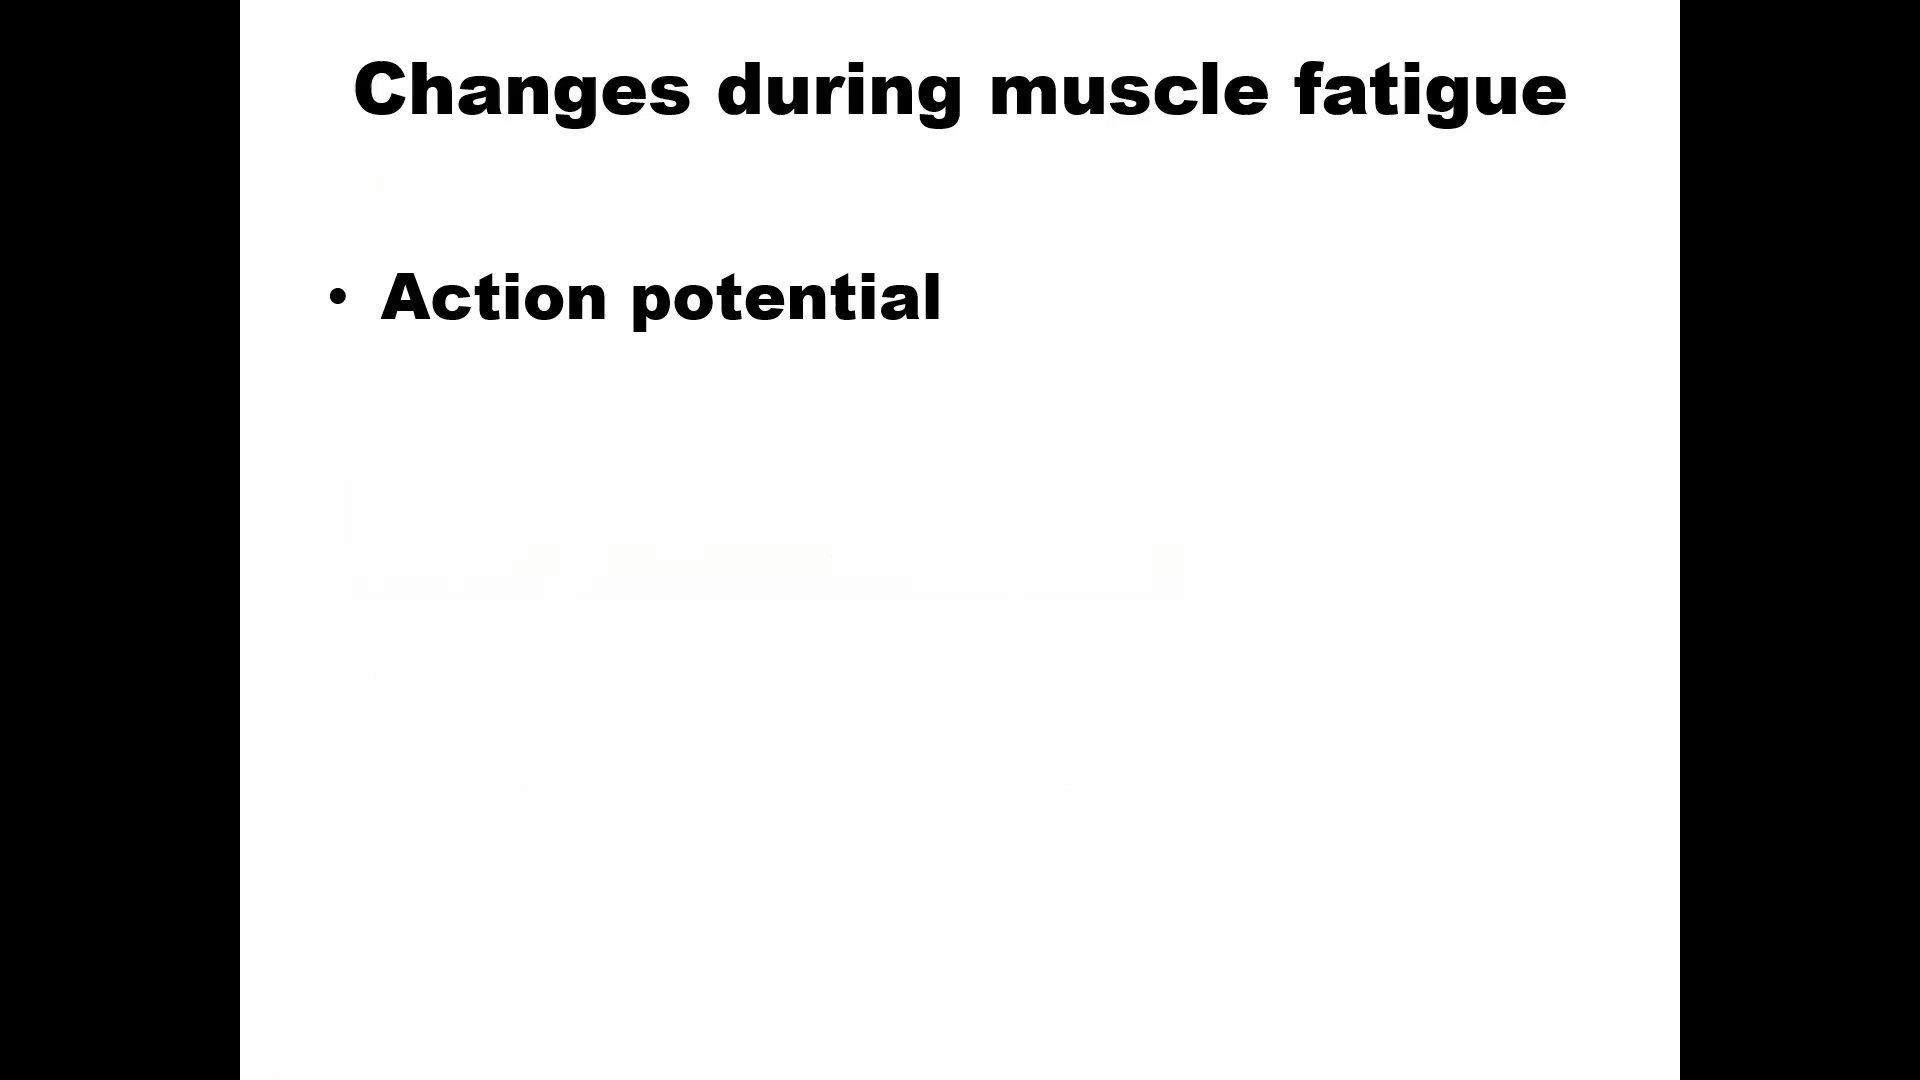 Changes during muscle fatigue
• Action potential